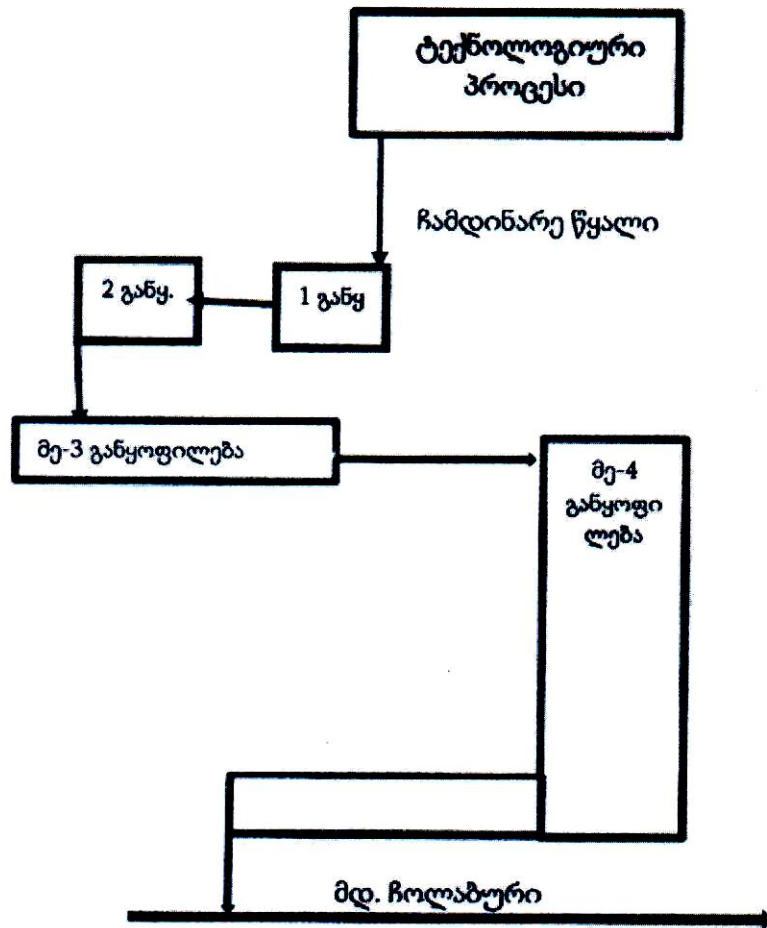 ტექნოლოგიური
პროცესი
ჩამდინარე წყალი
2 განყ.
1 განყ
მე-3 განყოფილება
მე-4
განყოფი
ლება
მდ. ჩოლაბური